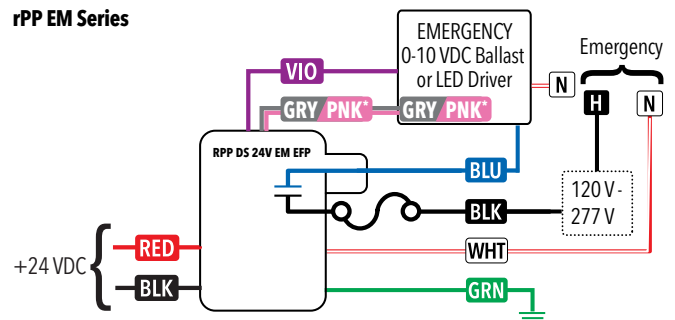 rPP EM Series
EMERGENCY
0-10 VDC Ballast
or LED Driver
Emergency
VIO
N
H
N
GRY/PNK*
GRY/PNK*
RPP DS 24V EM EFP
BLU
120 V -
277 V
BLK
RED
WHT
+24 VDC
BLK
GRN